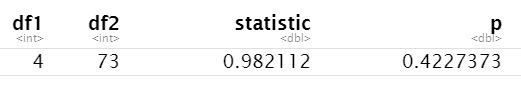 df1 df2 statistic p
<int> <int> <dbl> <dbl>
4 73 0.982112 0.4227373